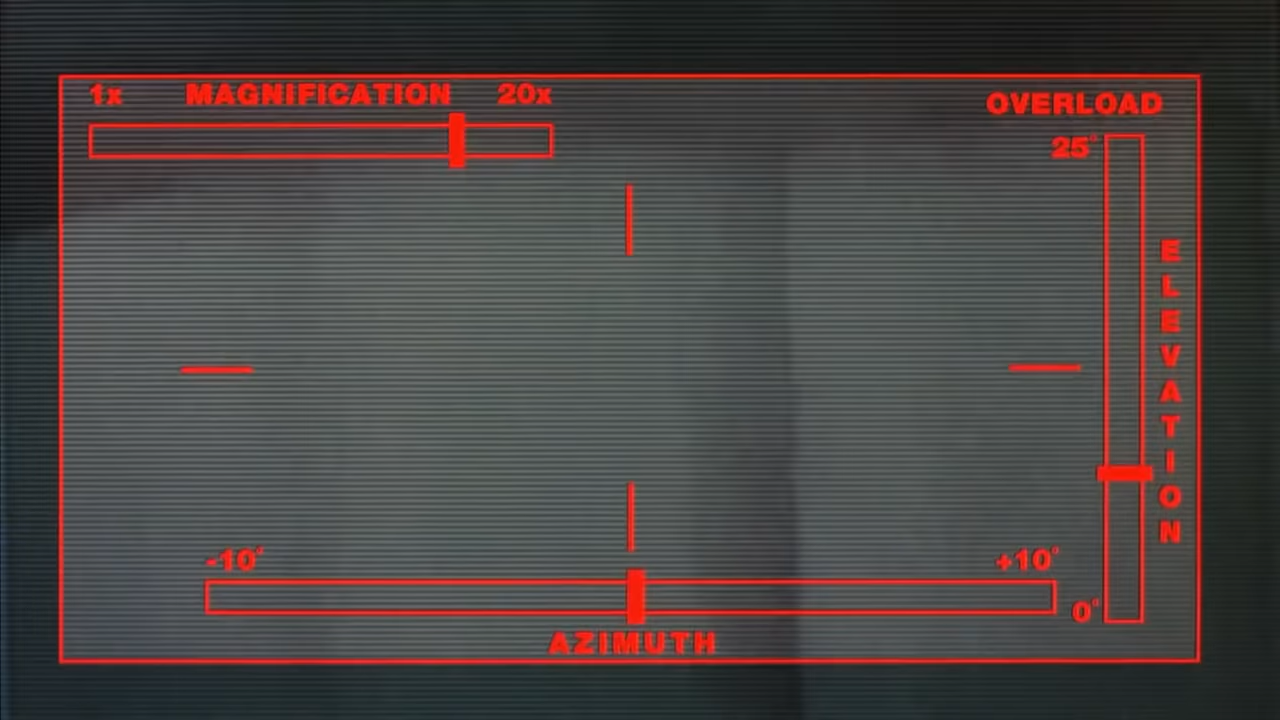 1x MAGNIFICATION 20x
OVERLOAD
25°
ELEVATION
-10° +10°
0°
AZIMUTH